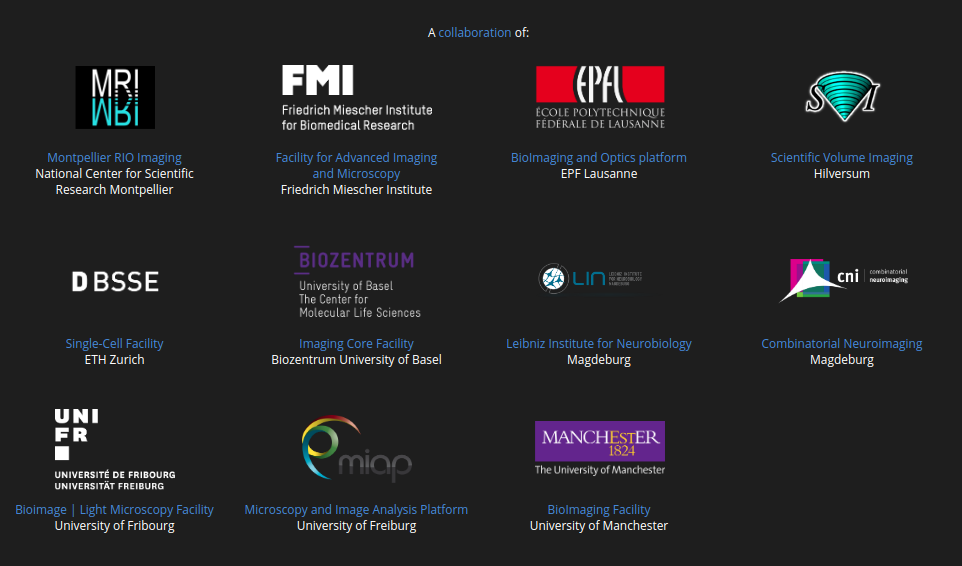 A collaboration of:
MRI
MRI
FMI
Friedrich Miescher Institute
for Biomedical Research
EPFL
ÉCOLE POLYTECHNIQUE
FÉDÉRALE DE LAUSANNE
SVI
Montpellier RIO Imaging
National Center for Scientific
Research Montpellier
Facility for Advanced Imaging
and Microscopy
Friedrich Miescher Institute
BioImaging and Optics platform
EPF Lausanne
Scientific Volume Imaging
Hilversum
DBSSE
BIOZENTRUM
University of Basel
The Center for
Molecular Life Sciences
LIN
LEIBNIZ INSTITUTE
FOR NEUROBIOLOGY
MAGDEBURG
cni
combinatorial
neuroimaging
Single-Cell Facility
ETH Zurich
Imaging Core Facility
Biozentrum University of Basel
Leibniz Institute for Neurobiology
Magdeburg
Combinatorial Neuroimaging
Magdeburg
UNI
FR
UNIVERSITÉ DE FRIBOURG
UNIVERSITÄT FREIBURG
miap
MANCHESTER
1824
The University of Manchester
Bioimage | Light Microscopy Facility
University of Fribourg
Microscopy and Image Analysis Platform
University of Freiburg
BioImaging Facility
University of Manchester